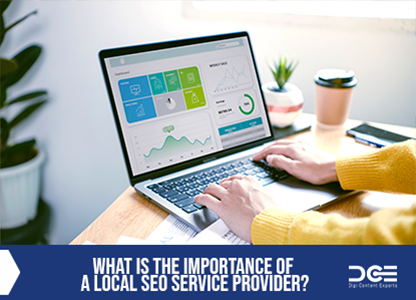 WHAT IS THE IMPORTANCE OF
A LOCAL SEO SERVICE PROVIDER?
DCE
Digi Content Experts